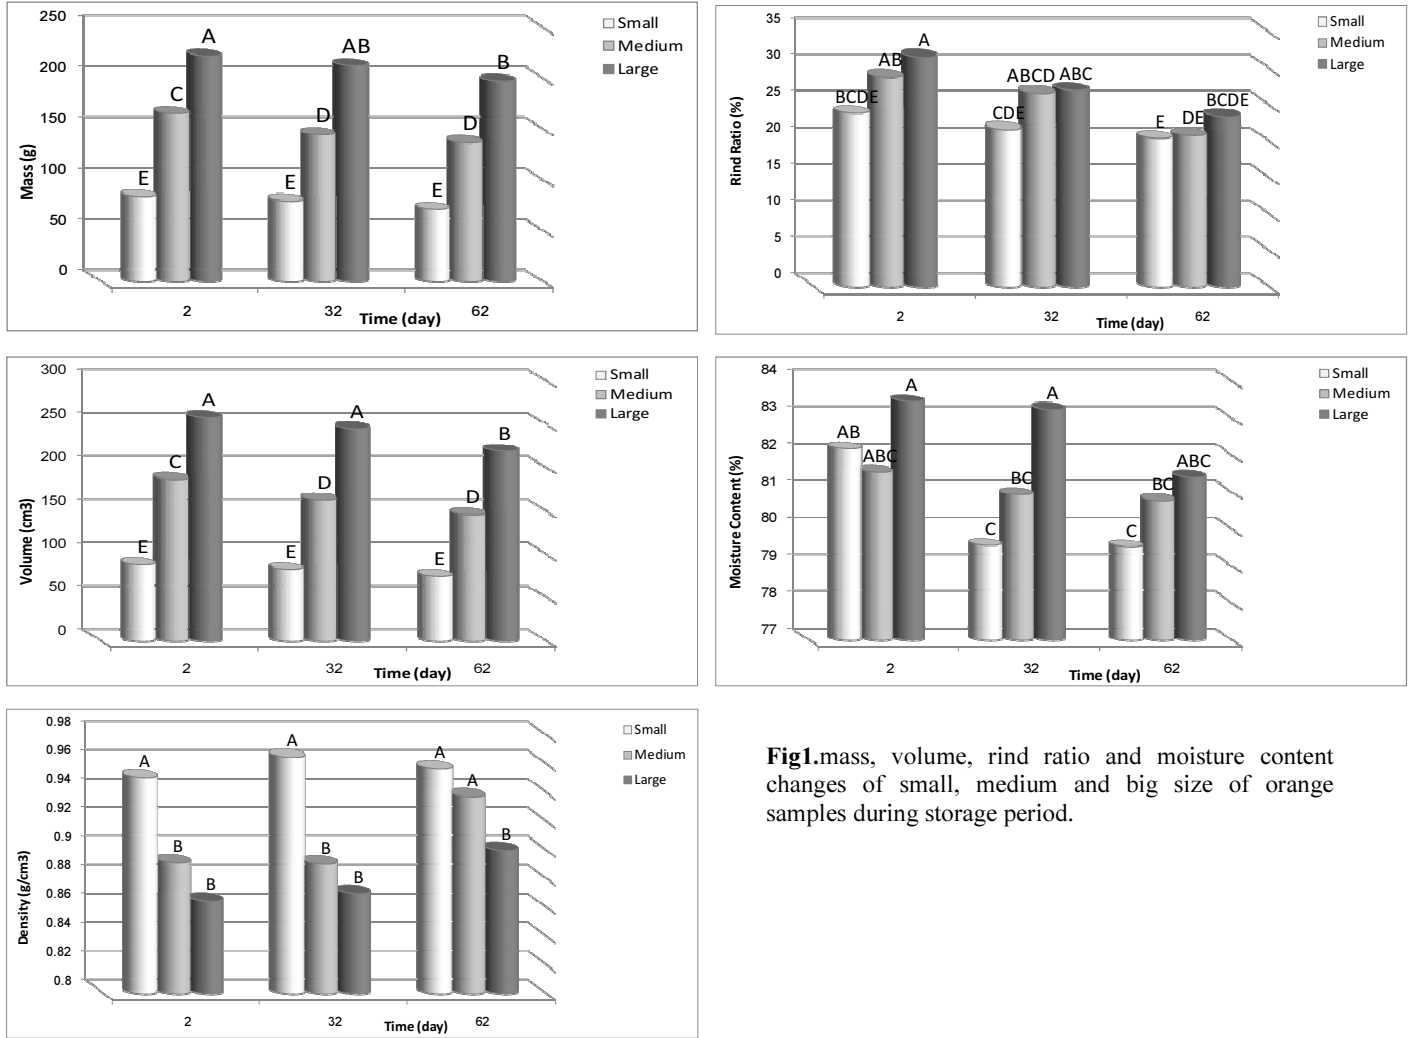 250
200
150
100
50
0
Mass (g)
A
AB
B
C
D
D
E
E
E
2
32
62
Time (day)
Small
Medium
Large
35
30
25
20
15
10
5
0
Rind Ratio (%)
A
AB
ABCD
ABC
BCDE
CDE
E
DE
BCDE
2
32
62
Time (day)
Small
Medium
Large
300
250
200
150
100
50
0
Volume (cm3)
A
A
B
C
D
D
E
E
E
2
32
62
Time (day)
Small
Medium
Large
84
83
82
81
80
79
78
77
Moisture Content (%)
AB
ABC
A
C
BC
A
C
BC
ABC
2
32
62
Time (day)
Small
Medium
Large
0.98
0.96
0.94
0.92
0.9
0.88
0.86
0.84
0.82
0.8
Density (g/cm3)
A
B
B
A
B
B
A
A
B
2
32
62
Time (day)
Small
Medium
Large
Fig1.mass, volume, rind ratio and moisture content
changes of small, medium and big size of orange
samples during storage period.